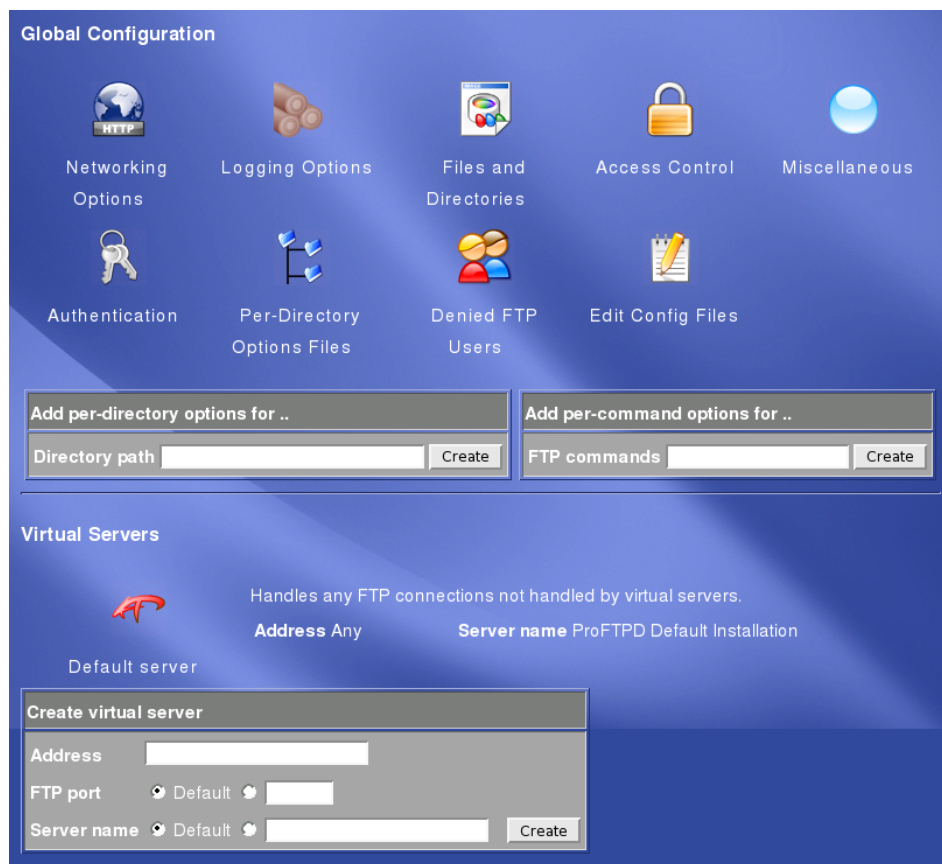 Global Configuration
HTTP
Networking Options
Logging Options
Files and Directories
Access Control
Miscellaneous
Authentication
Per-Directory Options Files
Denied FTP Users
Edit Config Files
Add per-directory options for ..
Directory path Create
Add per-command options for ..
FTP commands Create
Virtual Servers
Default server
Handles any FTP connections not handled by virtual servers.
Address Any Server name ProFTPD Default Installation
Create virtual server
Address
FTP port Default
Server name Default Create